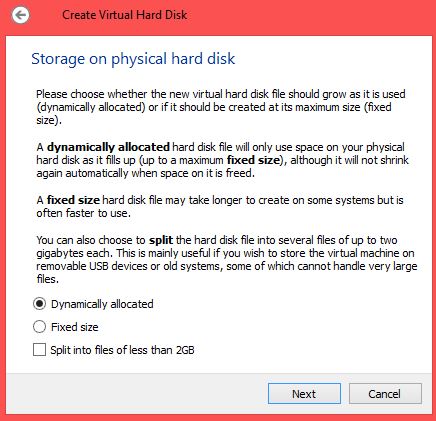 Create Virtual Hard Disk
Storage on physical hard disk
Please choose whether the new virtual hard disk file should grow as it is used
(dynamically allocated) or if it should be created at its maximum size (fixed
size).
A dynamically allocated hard disk file will only use space on your physical
hard disk as it fills up (up to a maximum fixed size), although it will not shrink
again automatically when space on it is freed.
A fixed size hard disk file may take longer to create on some systems but is
often faster to use.
You can also choose to split the hard disk file into several files of up to two
gigabytes each. This is mainly useful if you wish to store the virtual machine on
removable USB devices or old systems, some of which cannot handle very large
files.
Dynamically allocated
Fixed size
Split into files of less than 2GB
Next Cancel